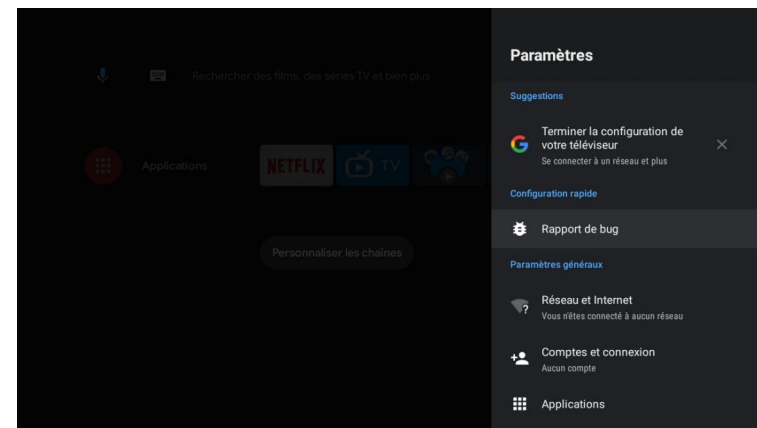 Paramètres
Rechercher des films, des séries TV et bien plus
Suggestions
Terminer la configuration de
votre téléviseur
Se connecter à un réseau et plus
Applications
NETFLIX
TV
Configuration rapide
Rapport de bug
Personnaliser les chaînes
Paramètres généraux
Réseau et Internet
Vous n'êtes connecté à aucun réseau
Comptes et connexion
Aucun compte
Applications